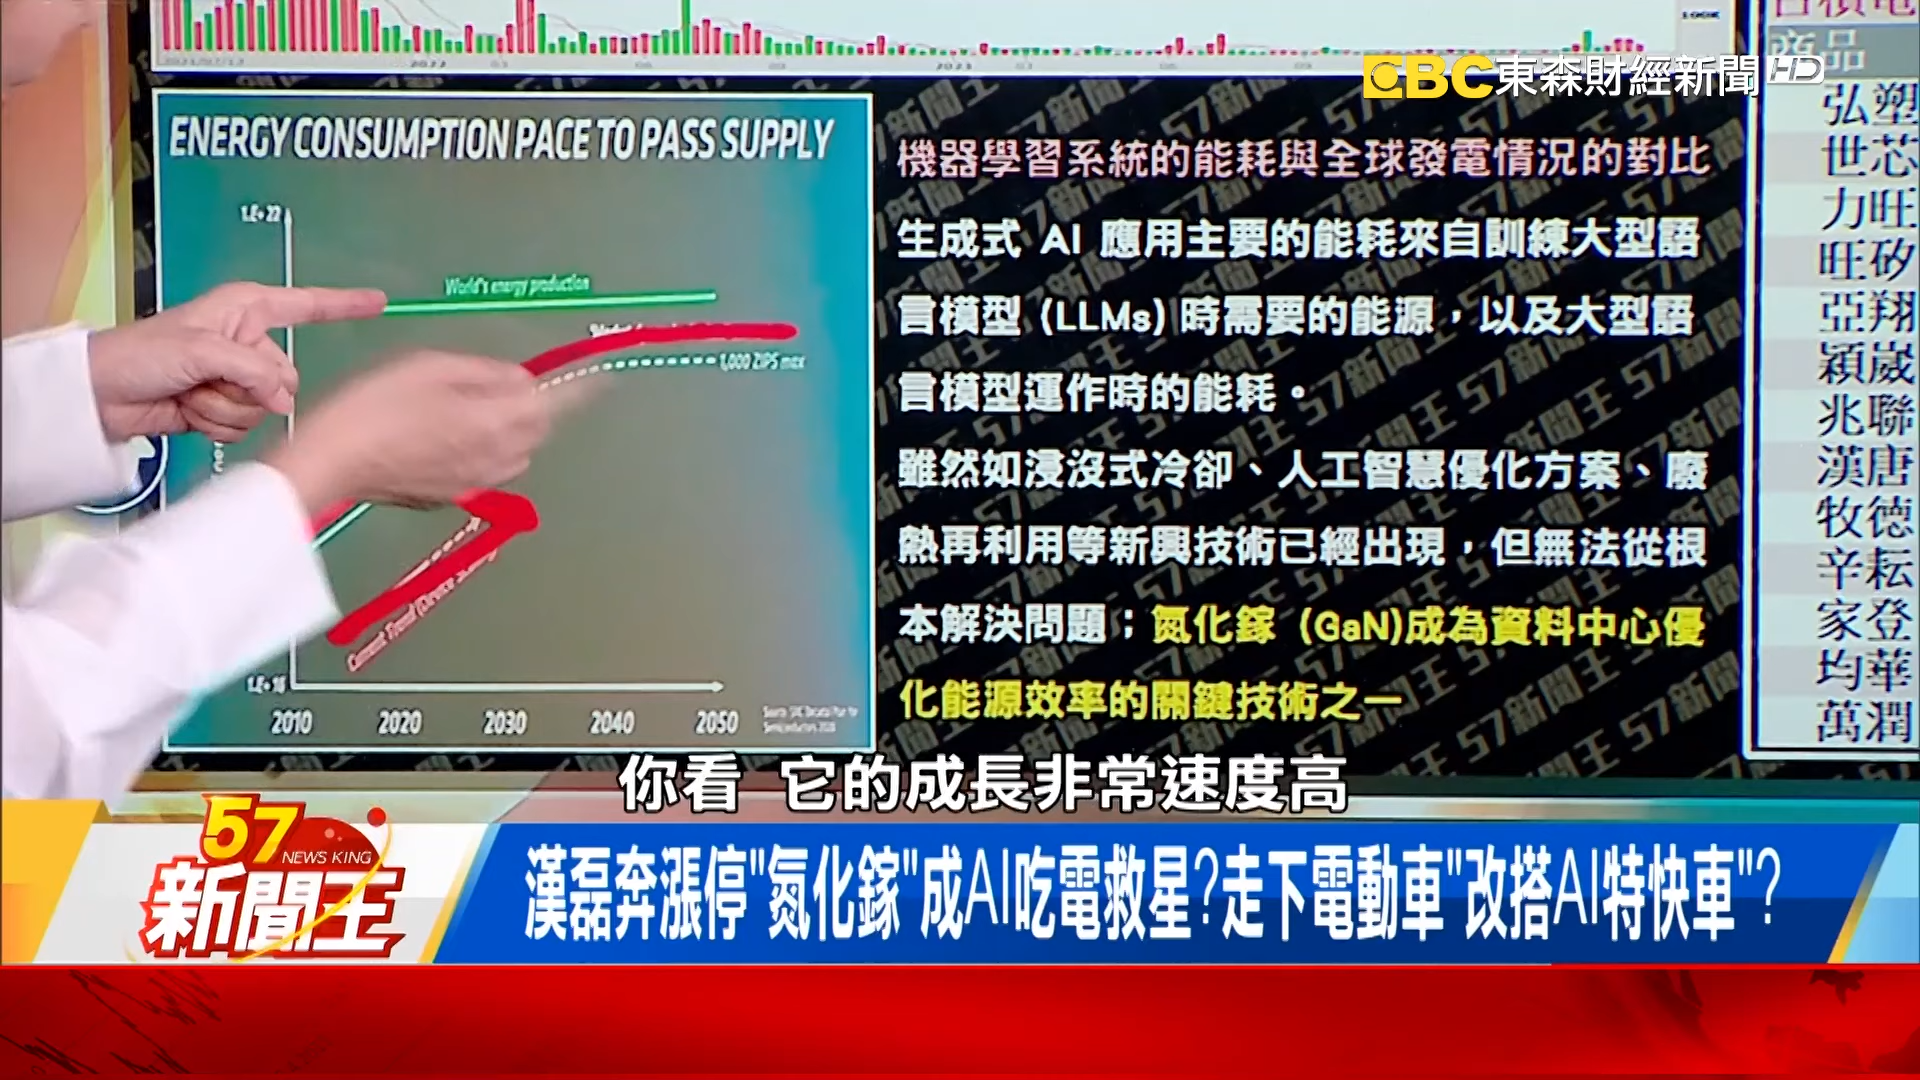 EBC 東森財經新聞 HD
商品
弘塑
世芯
力旺
旺矽
亞翔
穎崴
兆聯
漢唐
牧德
辛耘
家登
均華
萬潤
ENERGY CONSUMPTION PACE TO PASS SUPPLY
1.E+22
World's energy production
1,000 ZIPS max
1.E+16
2010 2020 2030 2040 2050
機器學習系統的能耗與全球發電情況的對比
生成式 AI 應用主要的能耗來自訓練大型語
言模型 (LLMs) 時需要的能源，以及大型語
言模型運作時的能耗。
雖然如浸沒式冷卻、人工智慧優化方案、廢
熱再利用等新興技術已經出現，但無法從根
本解決問題；氮化鎵 (GaN)成為資料中心優
化能源效率的關鍵技術之一
你看 它的成長非常速度高
57
NEWS KING
新聞王
漢磊奔漲停"氮化鎵"成AI吃電救星?走下電動車"改搭AI特快車"?